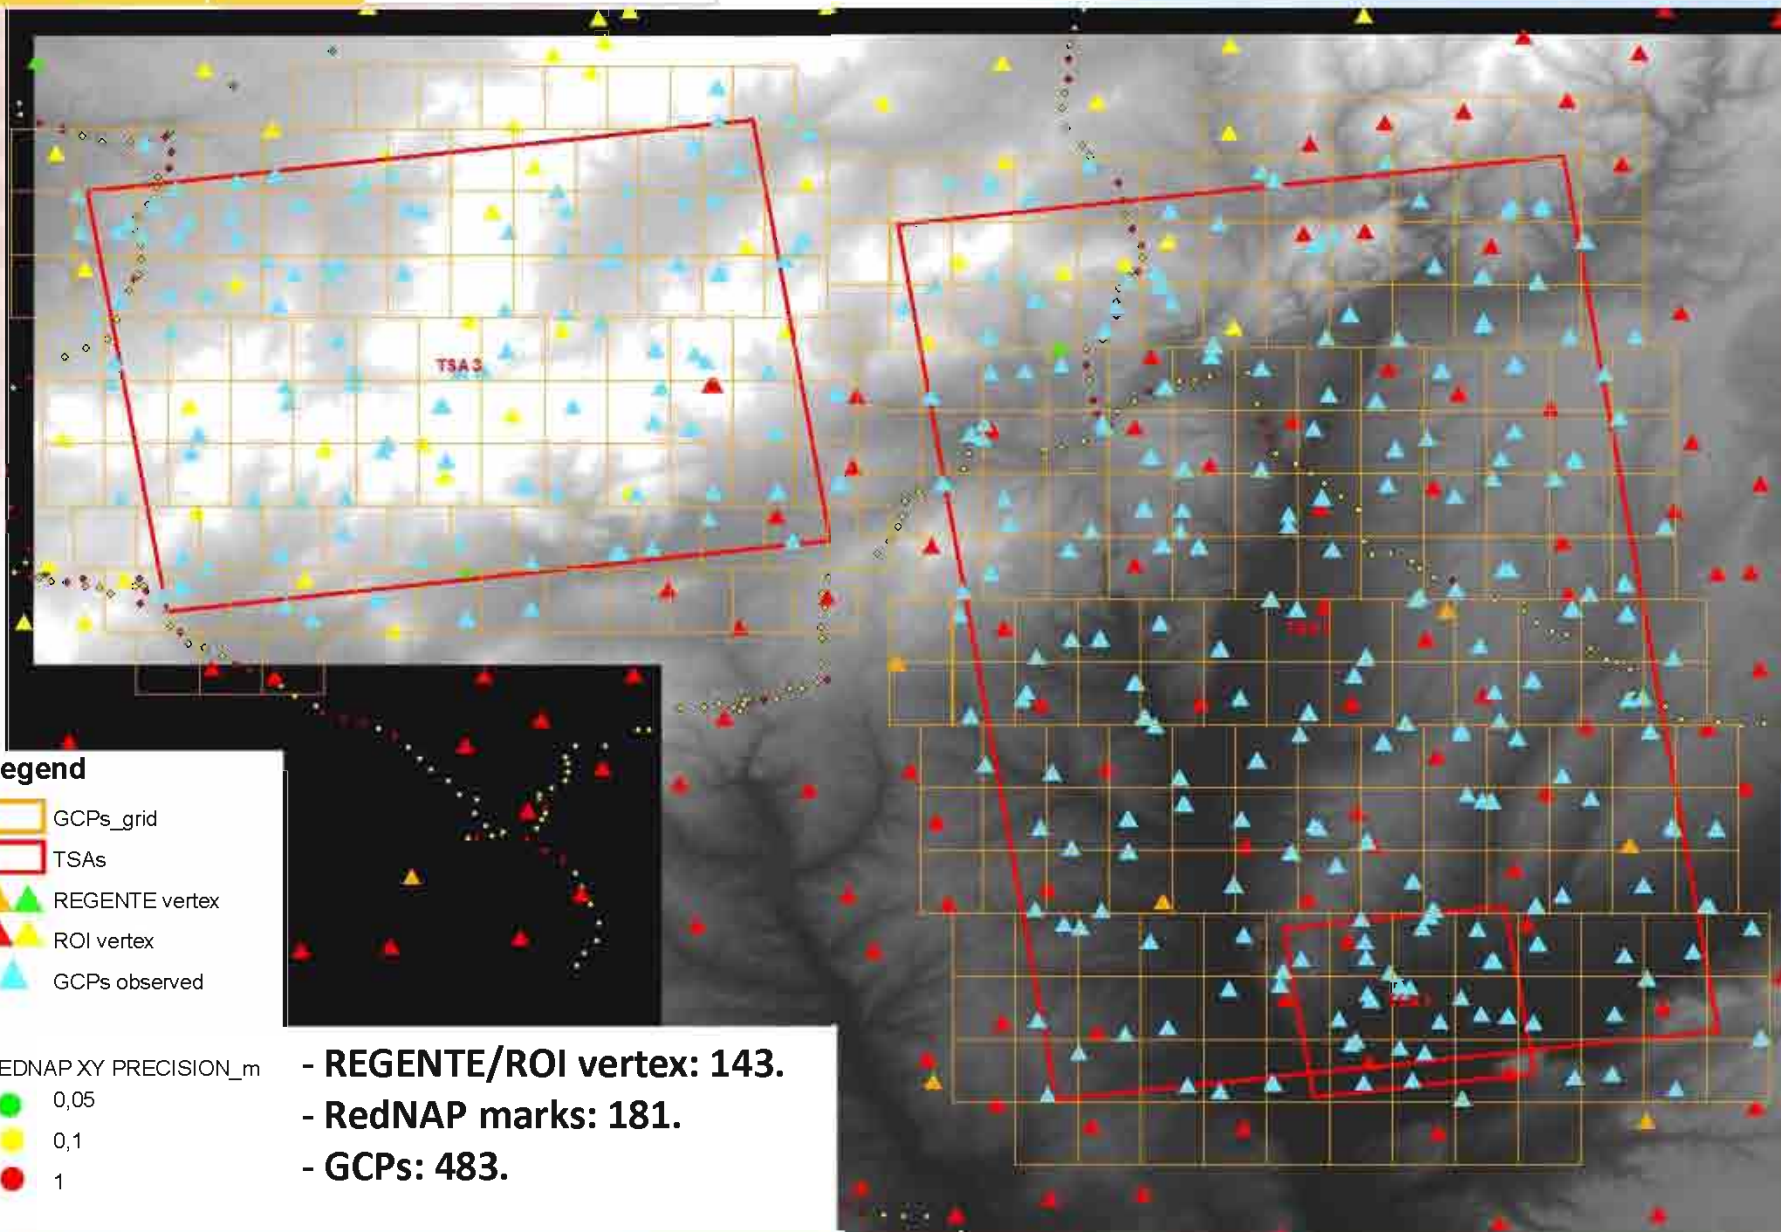 TSA 3
egend
GCPs_grid
TSAs
REGENTE vertex
ROI vertex
GCPs observed
EDNAP XY PRECISION_m
0,05
0,1
1
- REGENTE/ROI vertex: 143.
- RedNAP marks: 181.
- GCPs: 483.